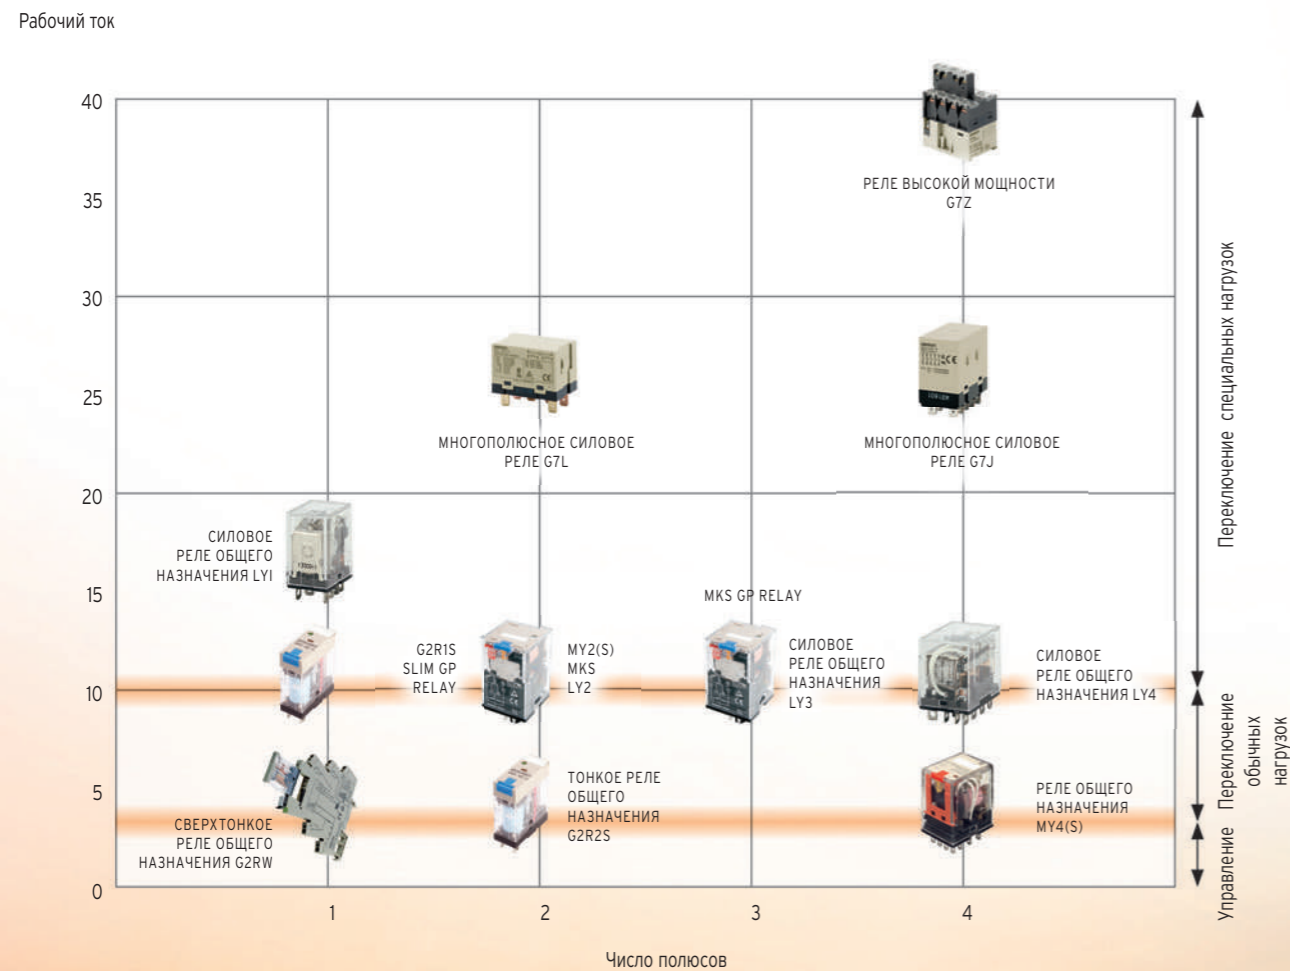 Рабочий ток
40
35
30
25
20
15
10
5
0
РЕЛЕ ВЫСОКОЙ МОЩНОСТИ
G7Z
МНОГОПОЛЮСНОЕ СИЛОВОЕ
РЕЛЕ G7L
МНОГОПОЛЮСНОЕ СИЛОВОЕ
РЕЛЕ G7J
СИЛОВОЕ
РЕЛЕ ОБЩЕГО
НАЗНАЧЕНИЯ LY1
MKS GP RELAY
G2R1S
SLIM GP
RELAY
MY2(S)
MKS
LY2
СИЛОВОЕ
РЕЛЕ ОБЩЕГО
НАЗНАЧЕНИЯ
LY3
СИЛОВОЕ
РЕЛЕ ОБЩЕГО
НАЗНАЧЕНИЯ LY4
СВЕРХТОНКОЕ
РЕЛЕ ОБЩЕГО
НАЗНАЧЕНИЯ G2RW
ТОНКОЕ РЕЛЕ
ОБЩЕГО
НАЗНАЧЕНИЯ
G2R2S
РЕЛЕ ОБЩЕГО
НАЗНАЧЕНИЯ
MY4(S)
Переключение специальных нагрузок
Переключение
обычных
нагрузок
Управление
1
2
3
4
Число полюсов